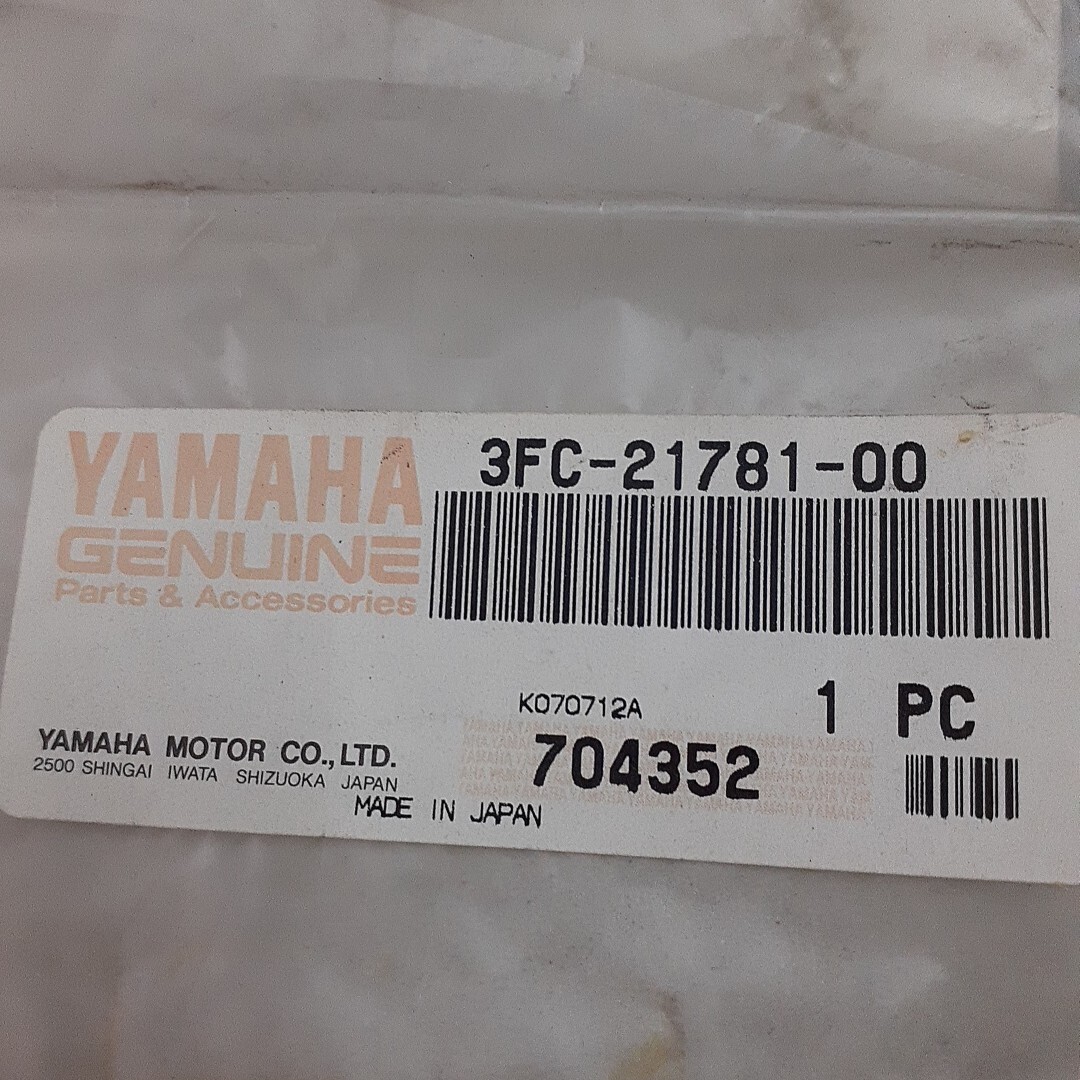 YAMAHA
GENUINE
Parts & Accessories
3FC-21781-00
K070712A
1 PC
704352
YAMAHA MOTOR CO., LTD.
2500 SHINGAI IWATA SHIZUOKA JAPAN
MADE IN JAPAN